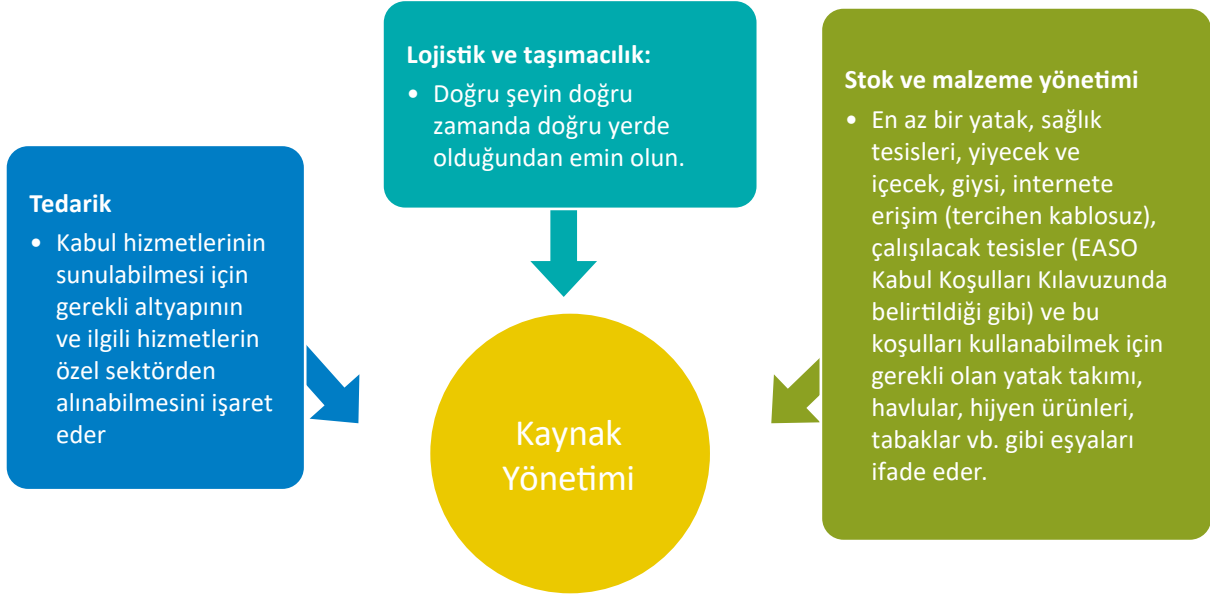 Tedarik
• Kabul hizmetlerinin
sunulabilmesi için
gerekli altyapının
ve ilgili hizmetlerin
özel sektörden
alınabilmesini işaret
eder
Lojistik ve taşımacılık:
• Doğru şeyin doğru
zamanda doğru yerde
olduğundan emin olun.
Stok ve malzeme yönetimi
• En az bir yatak, sağlık
tesisleri, yiyecek ve
içecek, giysi, internete
erişim (tercihen kablosuz),
çalışılacak tesisler (EASO
Kabul Koşulları Kılavuzunda
belirtildiği gibi) ve bu
koşulları kullanabilmek için
gerekli olan yatak takımı,
havlular, hijyen ürünleri,
tabaklar vb. gibi eşyaları
ifade eder.
Kaynak
Yönetimi